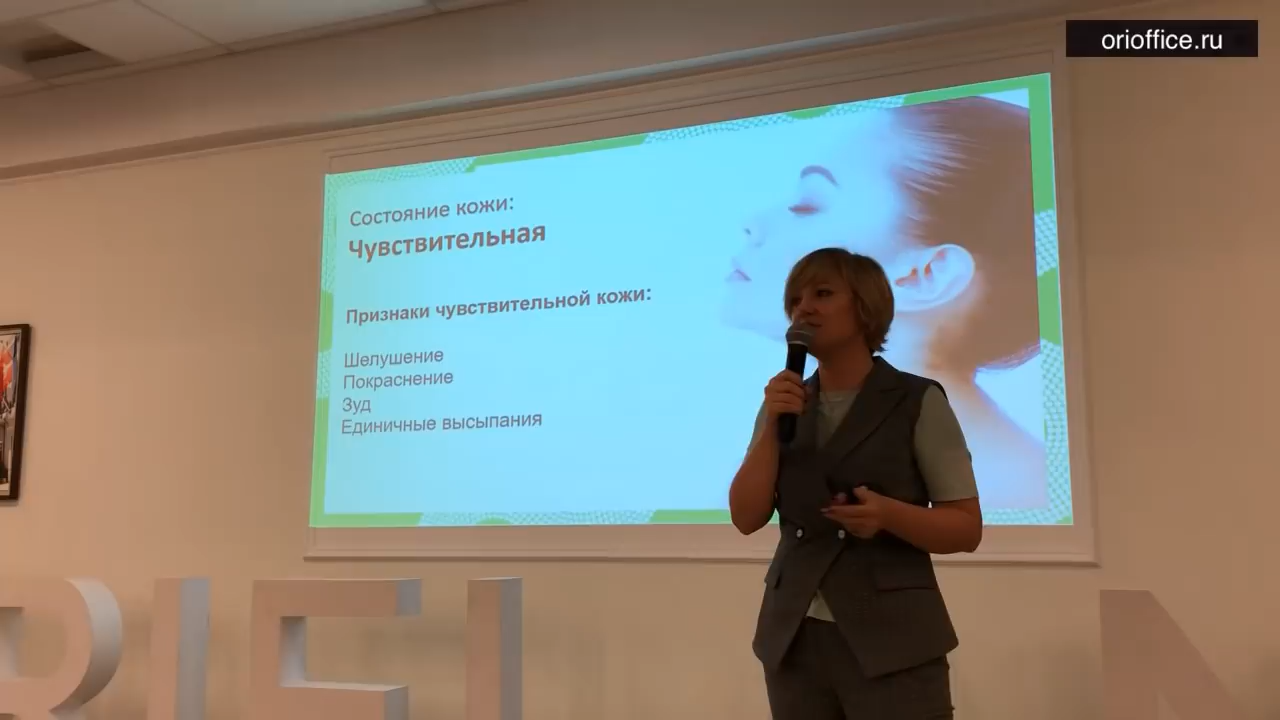 orioffice.ru
Состояние кожи:
Чувствительная
Признаки чувствительной кожи:
Шелушение
Покраснение
Зуд
Единичные высыпания